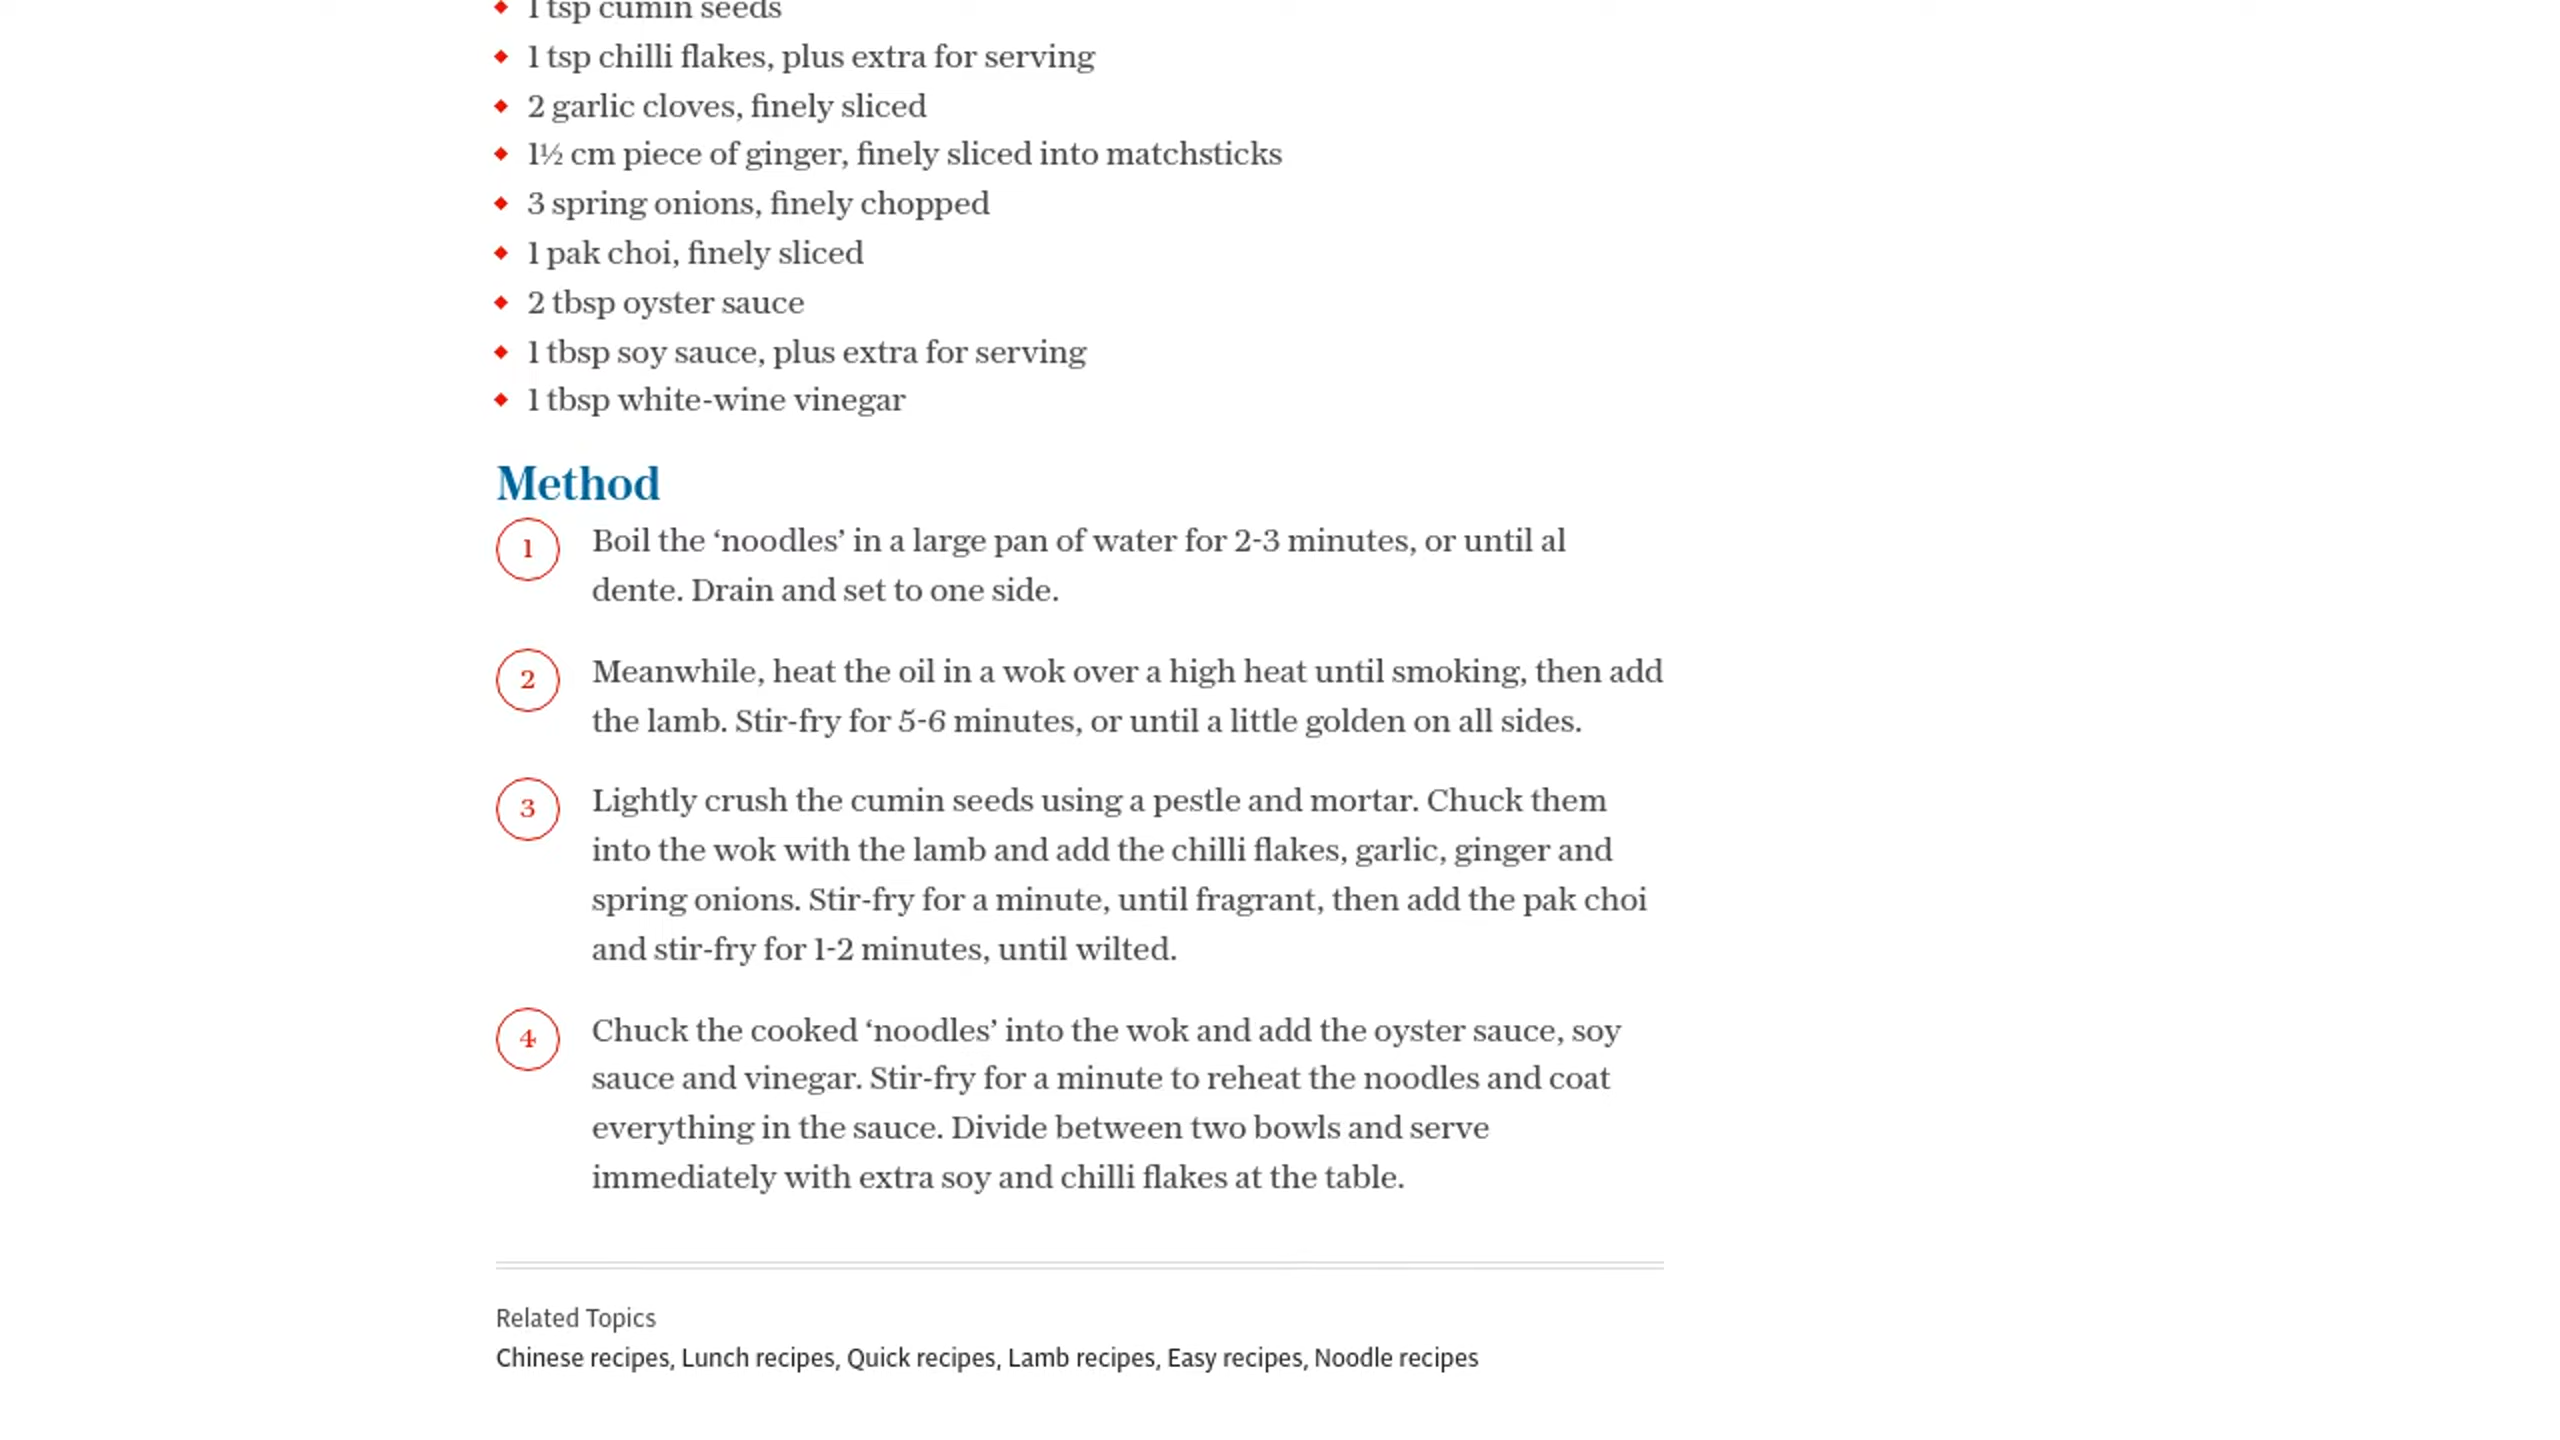 1 tsp cumin seeds
1 tsp chilli flakes, plus extra for serving
2 garlic cloves, finely sliced
1½ cm piece of ginger, finely sliced into matchsticks
3 spring onions, finely chopped
1 pak choi, finely sliced
2 tbsp oyster sauce
1 tbsp soy sauce, plus extra for serving
1 tbsp white-wine vinegar
Method
1 Boil the ‘noodles’ in a large pan of water for 2-3 minutes, or until al
dente. Drain and set to one side.
2 Meanwhile, heat the oil in a wok over a high heat until smoking, then add
the lamb. Stir-fry for 5-6 minutes, or until a little golden on all sides.
3 Lightly crush the cumin seeds using a pestle and mortar. Chuck them
into the wok with the lamb and add the chilli flakes, garlic, ginger and
spring onions. Stir-fry for a minute, until fragrant, then add the pak choi
and stir-fry for 1-2 minutes, until wilted.
4 Chuck the cooked ‘noodles’ into the wok and add the oyster sauce, soy
sauce and vinegar. Stir-fry for a minute to reheat the noodles and coat
everything in the sauce. Divide between two bowls and serve
immediately with extra soy and chilli flakes at the table.
Related Topics
Chinese recipes, Lunch recipes, Quick recipes, Lamb recipes, Easy recipes, Noodle recipes